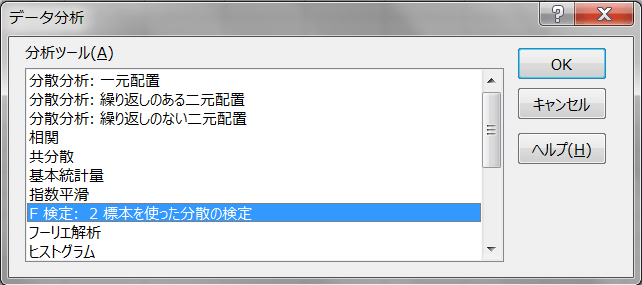 データ分析
分析ツール(A)
分散分析: 一元配置
分散分析: 繰り返しのある二元配置
分散分析: 繰り返しのない二元配置
相関
共分散
基本統計量
指数平滑
F 検定: 2 標本を使った分散の検定
フーリエ解析
ヒストグラム
OK
キャンセル
ヘルプ(H)